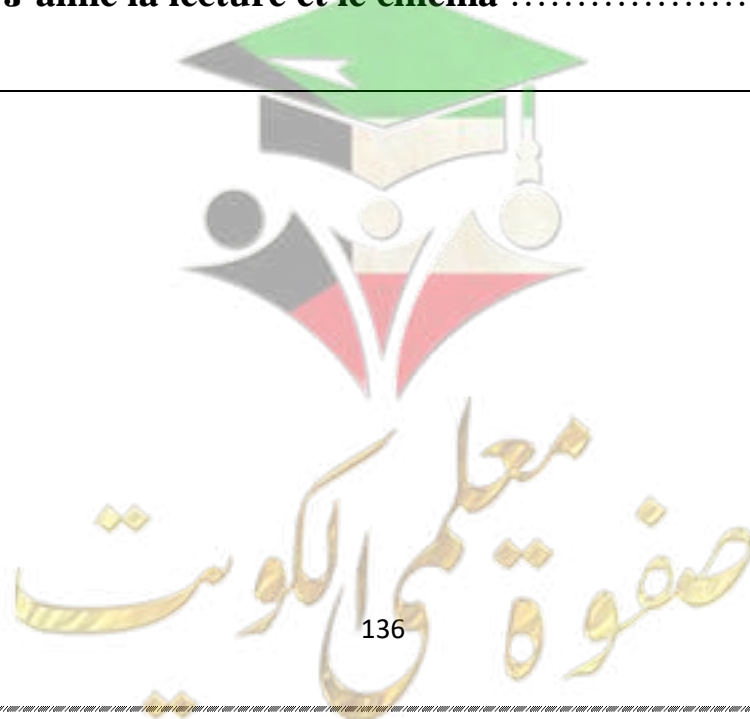 aime la lecture et le cinéma ....................
صفوة معلمي الكويت
136